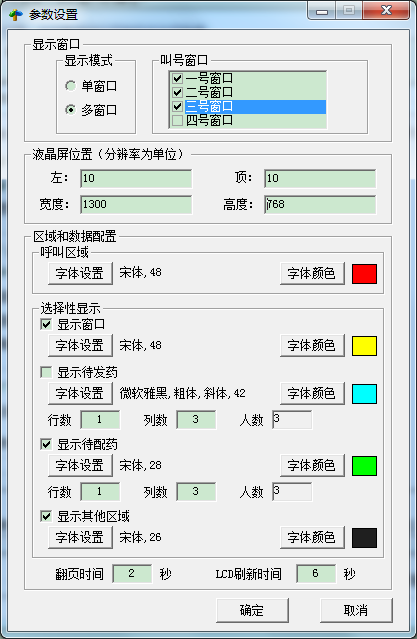 参数设置
显示窗口
显示模式
单窗口
多窗口
叫号窗口
一号窗口
二号窗口
三号窗口
四号窗口
液晶屏位置（分辨率为单位）
左： 10 顶： 10
宽度： 1300 高度： 768
区域和数据配置
呼叫区域
字体设置 宋体,48 字体颜色
选择性显示
显示窗口
字体设置 宋体,48 字体颜色
显示待发药
字体设置 微软雅黑,粗体,斜体,42 字体颜色
行数 1 列数 3 人数 3
显示待配药
字体设置 宋体,28 字体颜色
行数 1 列数 3 人数 3
显示其他区域
字体设置 宋体,26 字体颜色
翻页时间 2 秒 LCD刷新时间 6 秒
确定 取消